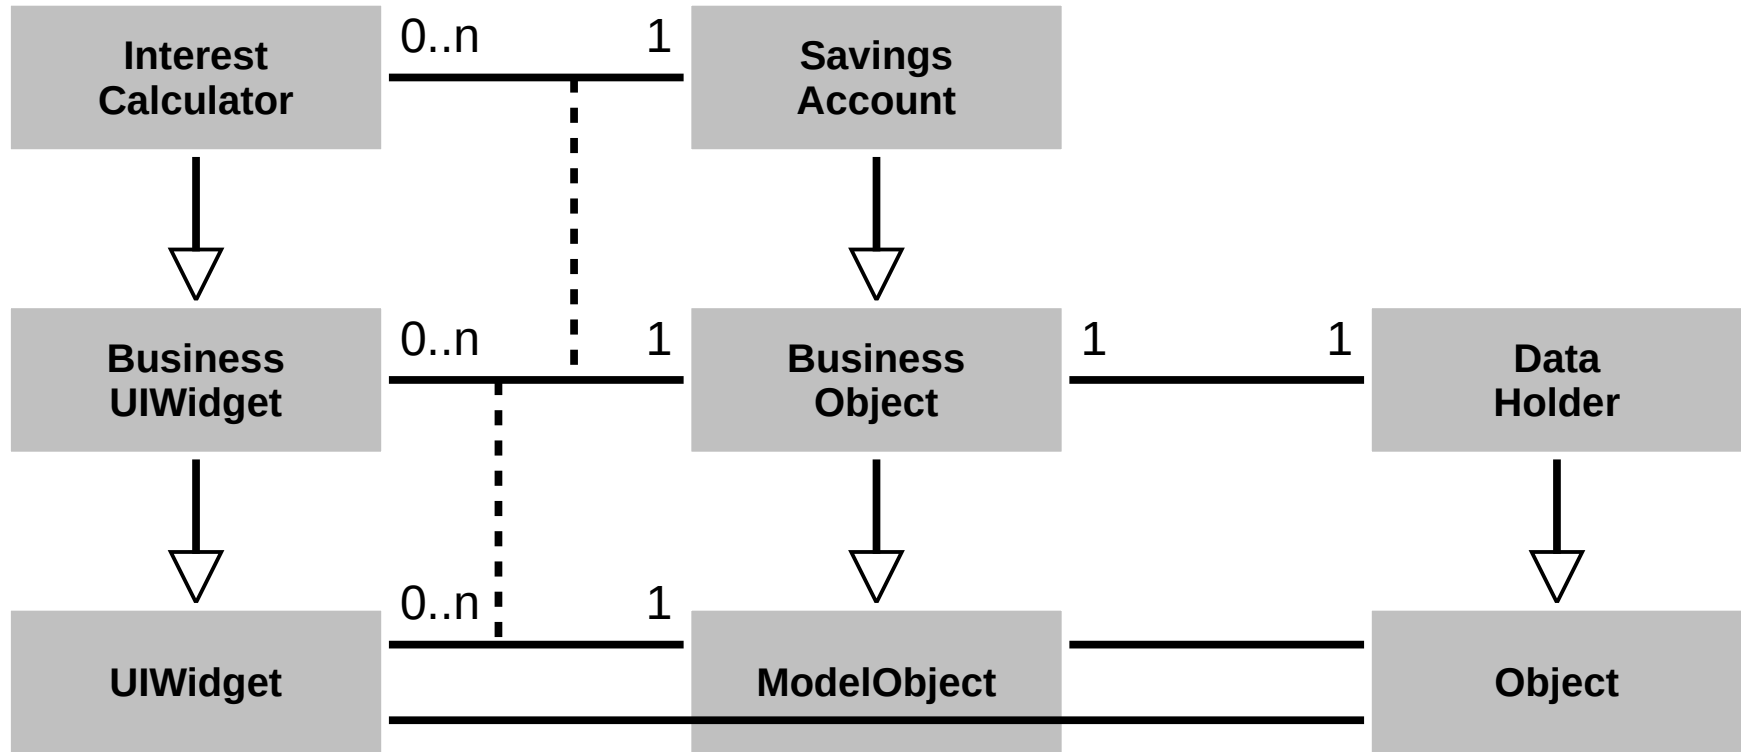 Interest
Calculator
0..n
1
Savings
Account
Business
UIWidget
0..n
1
Business
Object
1
1
Data
Holder
UIWidget
0..n
1
ModelObject
Object